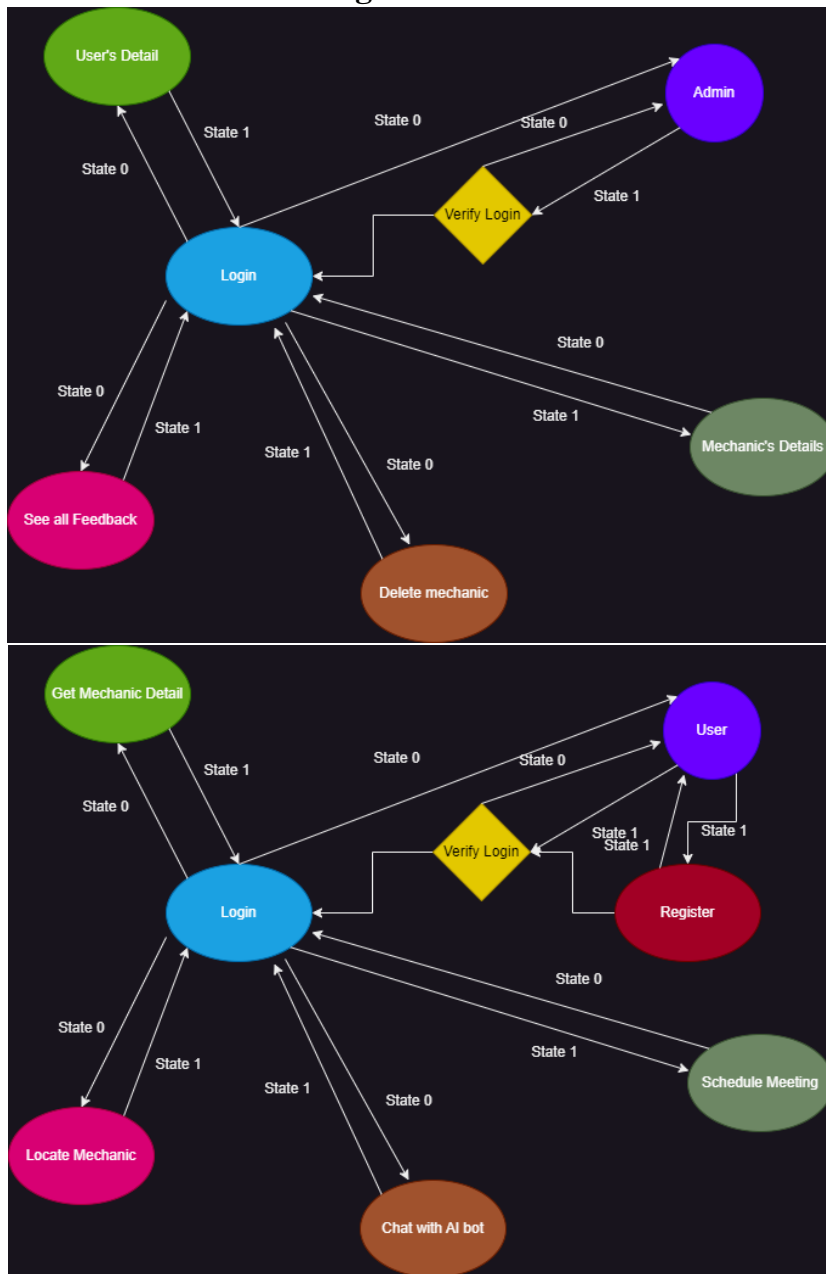 User's Detail
State 0
Admin
State 1
State 0
State 0
Verify Login
State 1
Login
State 0
State 0
State 1
State 1
State 1
State 0
Mechanic's Details
See all Feedback
Delete mechanic
Get Mechanic Detail
User
State 0
State 0
State 1
State 0
State 1
State 1
State 1
Verify Login
Login
Register
State 0
State 0
State 1
State 1
State 1
State 0
Schedule Meeting
Locate Mechanic
Chat with AI bot